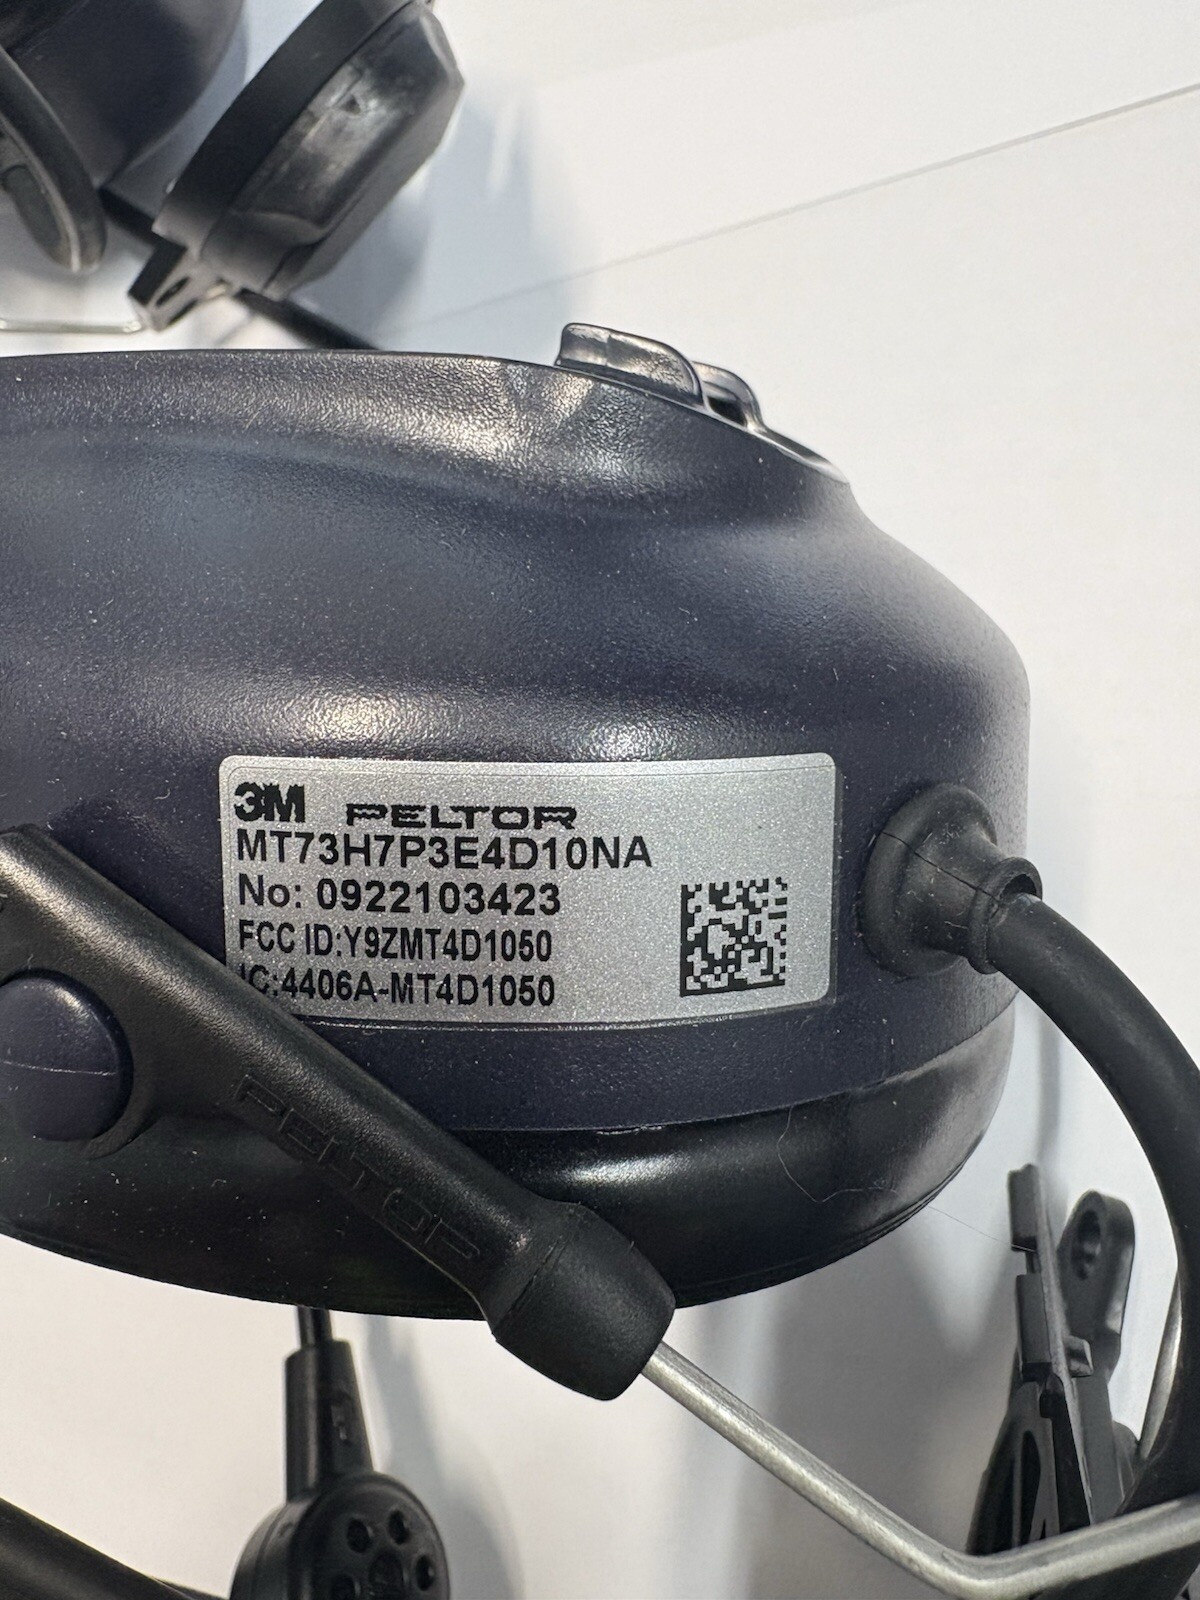 3M PELTOR
MT73H7P3E4D10NA
No: 0922103423
FCC ID:Y9ZMT4D1050
IC:4406A-MT4D1050
PELTOR